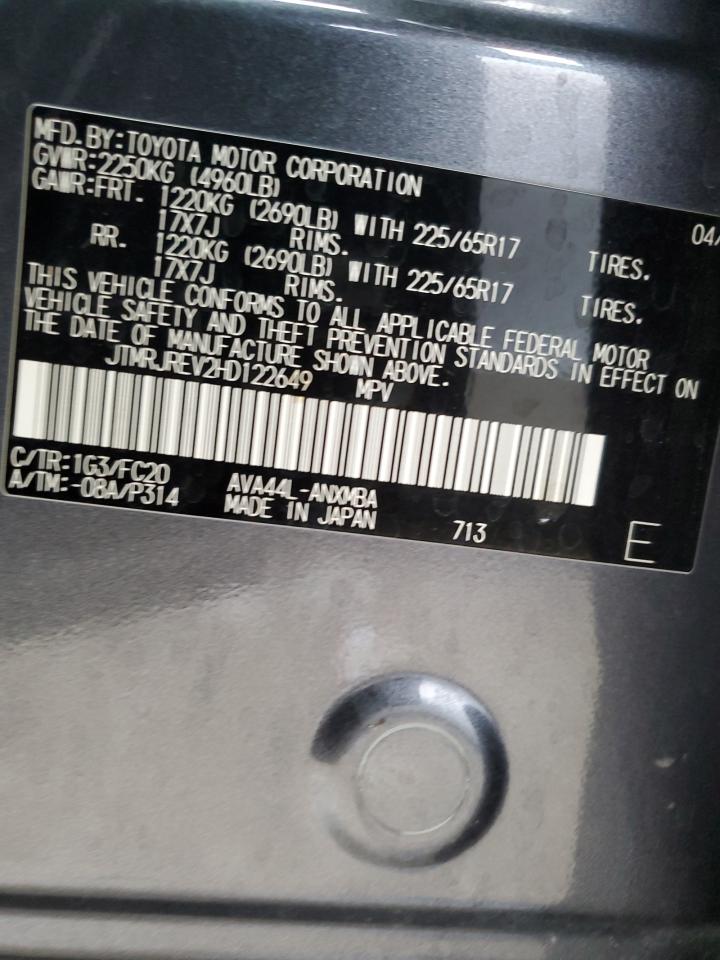 MFD. BY: TOYOTA MOTOR CORPORATION 04/
GVWR: 2250KG (4960LB)
GAWR: FRT. 1220KG (2690LB) WITH 225/65R17 TIRES.
17X7J RIMS.
RR. 1220KG (2690LB) WITH 225/65R17 TIRES.
17X7J RIMS.
THIS VEHICLE CONFORMS TO ALL APPLICABLE FEDERAL MOTOR
VEHICLE SAFETY AND THEFT PREVENTION STANDARDS IN EFFECT ON
THE DATE OF MANUFACTURE SHOWN ABOVE.
JTMRJREV2HD122649 MPV
C/TR: 1G3/FC20 AVA44L-ANXMBA
A/TM: -08A/P314 MADE IN JAPAN 713 E